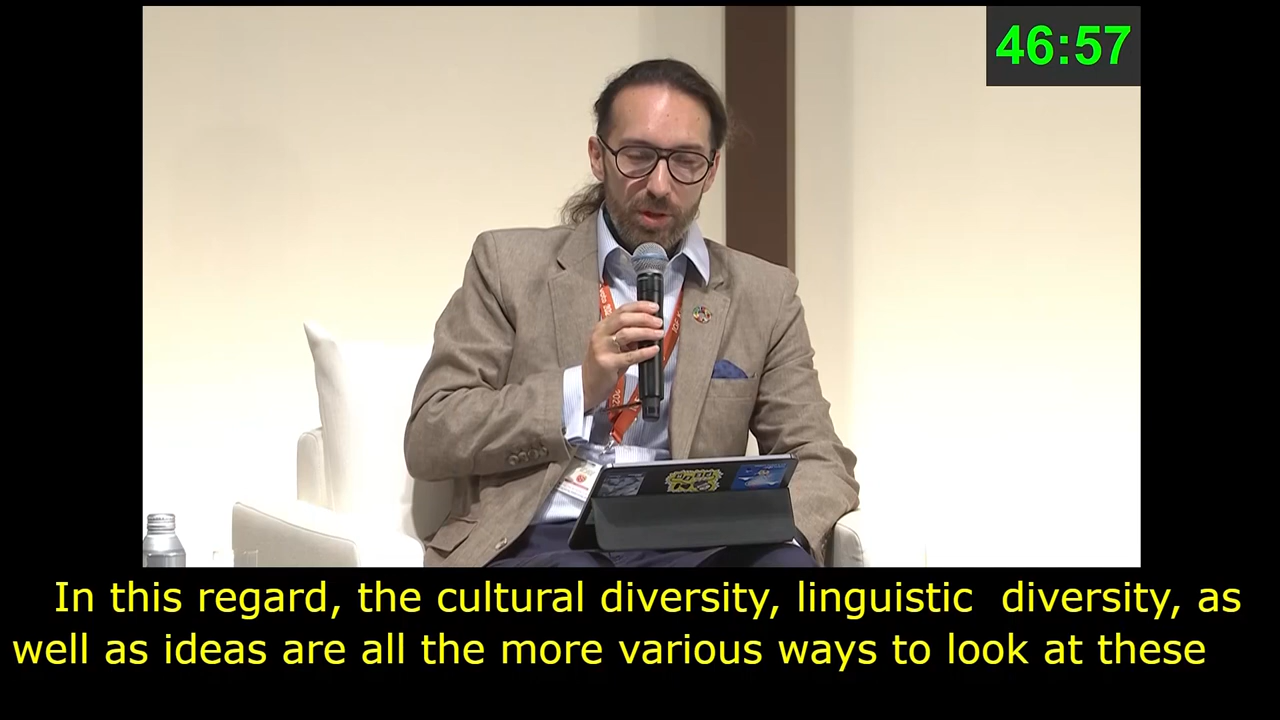 46:57
In this regard, the cultural diversity, linguistic  diversity, as
well as ideas are all the more various ways to look at these